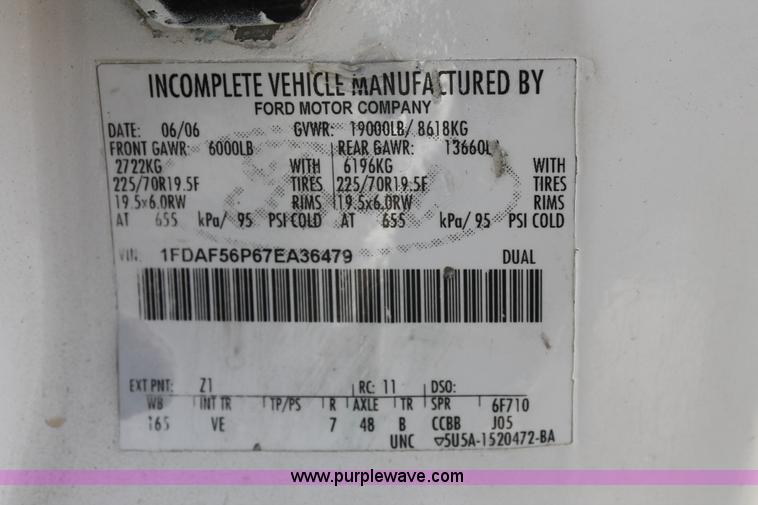 INCOMPLETE VEHICLE MANUFACTURED BY
FORD MOTOR COMPANY
DATE: 06/06 GVWR: 19000LB/ 8618KG
FRONT GAWR: 6000LB REAR GAWR: 13660L
2722KG WITH 6196KG WITH
225/70R19.5F TIRES 225/70R19.5F TIRES
19.5x6.0RW RIMS 19.5x6.0RW RIMS
AT 655 kPa/ 95 PSI COLD AT 655 kPa/ 95 PSI COLD
VIN: 1FDAF56P67EA36479 DUAL
EXT PNT: Z1 RC: 11 DSO:
WB INT TR TP/PS R AXLE TR SPR 6F710
165 VE 7 48 B CCBB J05
UNC ▽5U5A-1520472-BA
www.purplewave.com